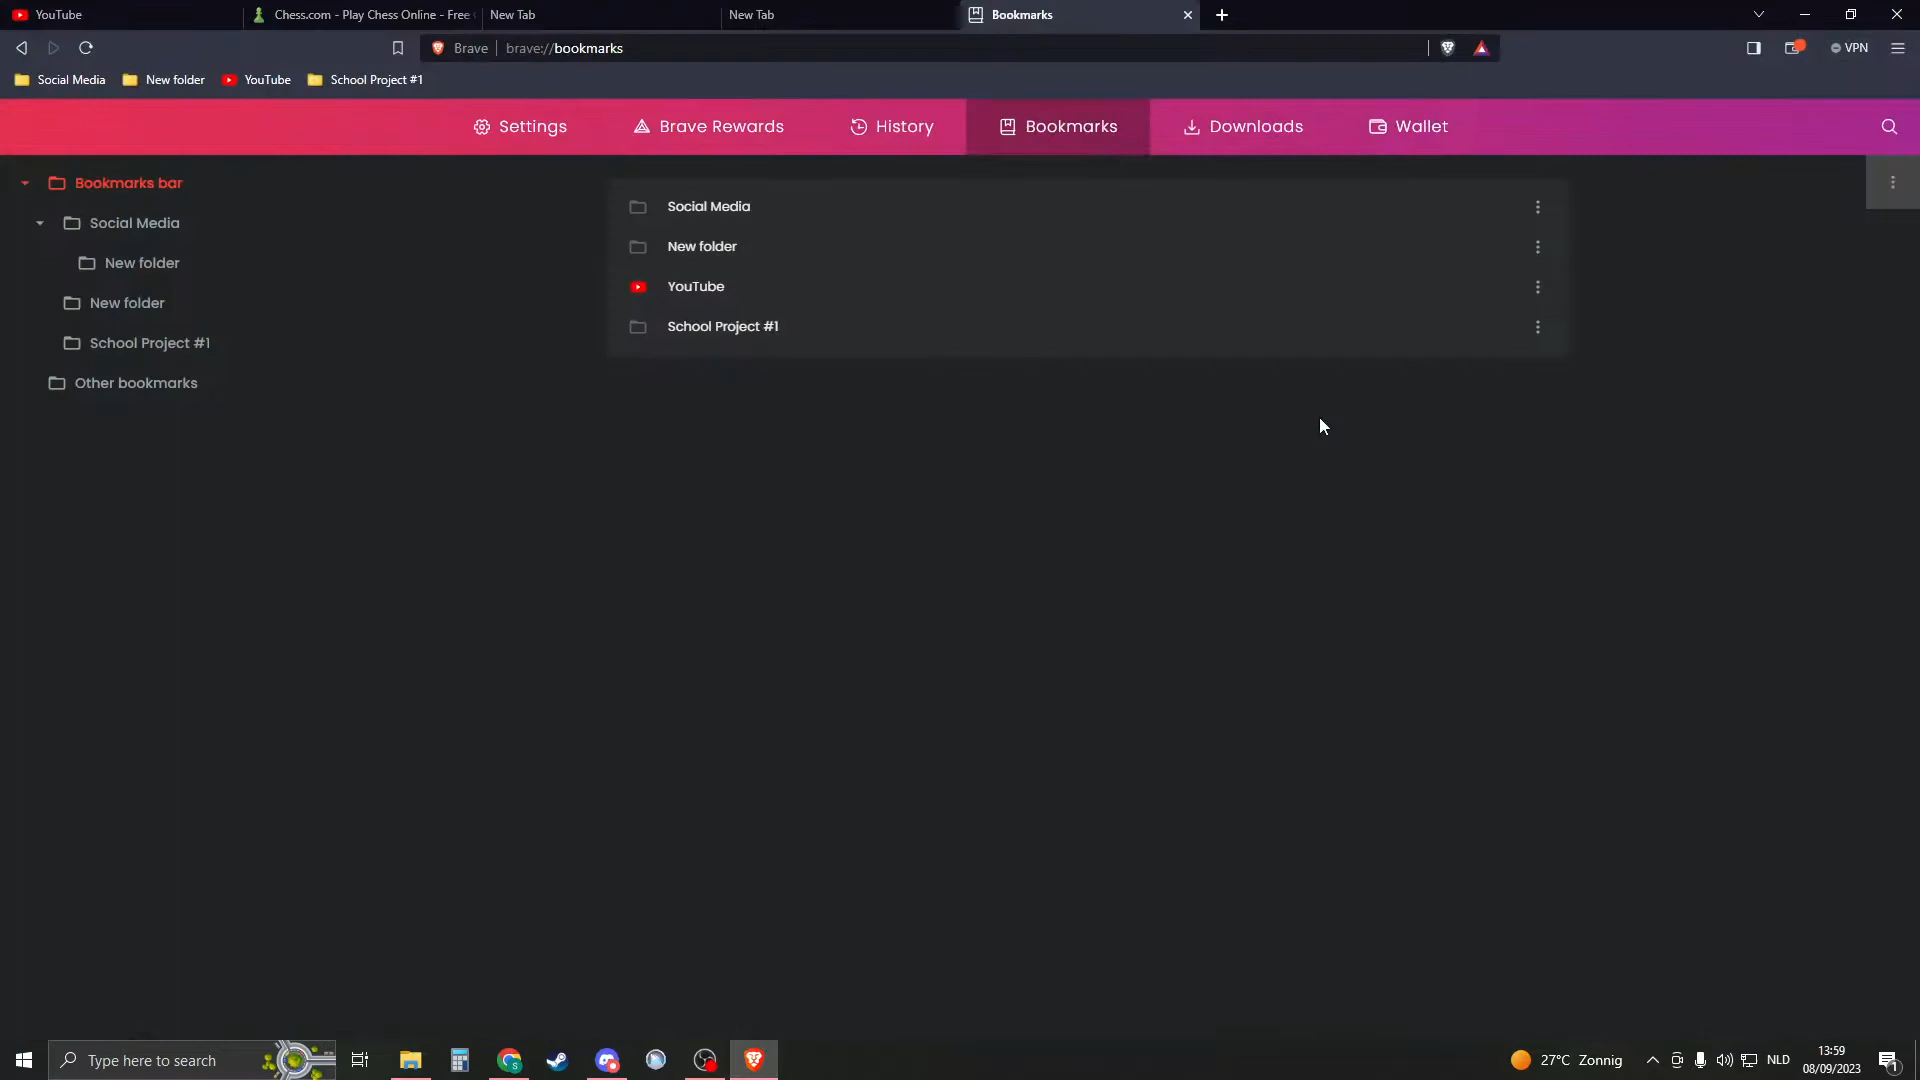 YouTube
Chess.com - Play Chess Online - Free
New Tab
New Tab
Bookmarks
Brave
brave://bookmarks
VPN
Social Media
New folder
YouTube
School Project #1
Settings
Brave Rewards
History
Bookmarks
Downloads
Wallet
Bookmarks bar
Social Media
New folder
New folder
School Project #1
Other bookmarks
Social Media
New folder
YouTube
School Project #1
Type here to search
27°C Zonnig
NLD
13:59
08/09/2023
1